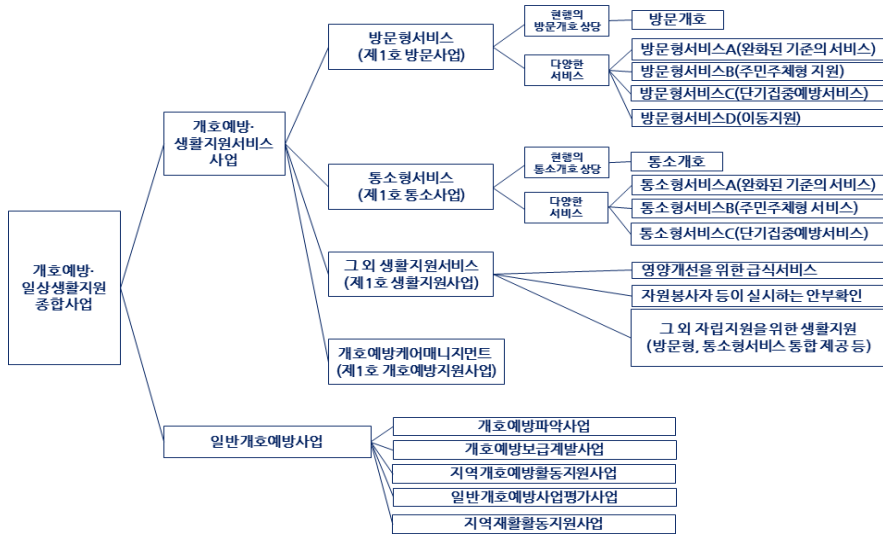 개호예방·
일상생활지원
종합사업
개호예방·
생활지원서비스
사업
방문형서비스
(제1호 방문사업)
현행의
방문개호 상당
방문개호
다양한
서비스
방문형서비스A(완화된 기준의 서비스)
방문형서비스B(주민주체형 지원)
방문형서비스C(단기집중예방서비스)
방문형서비스D(이동지원)
통소형서비스
(제1호 통소사업)
현행의
통소개호 상당
통소개호
다양한
서비스
통소형서비스A(완화된 기준의 서비스)
통소형서비스B(주민주체형 서비스)
통소형서비스C(단기집중예방서비스)
그 외 생활지원서비스
(제1호 생활지원사업)
영양개선을 위한 급식서비스
자원봉사자 등이 실시하는 안부확인
그 외 자립지원을 위한 생활지원
(방문형, 통소형서비스 통합 제공 등)
개호예방케어매니지먼트
(제1호 개호예방지원사업)
일반개호예방사업
개호예방파악사업
개호예방보급계발사업
지역개호예방활동지원사업
일반개호예방사업평가사업
지역재활활동지원사업